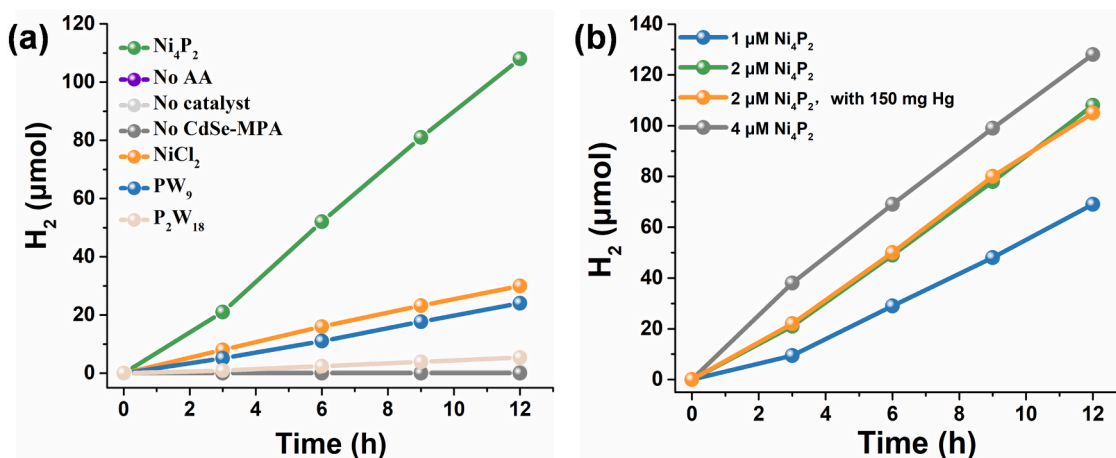 (a)
H₂ (μmol)
120
100
80
60
40
20
0
Ni₄P₂
No AA
No catalyst
No CdSe-MPA
NiCl₂
PW₉
P₂W₁₈
0 2 4 6 8 10 12
Time (h)
(b)
H₂ (μmol)
140
120
100
80
60
40
20
0
1 μM Ni₄P₂
2 μM Ni₄P₂
2 μM Ni₄P₂, with 150 mg Hg
4 μM Ni₄P₂
0 2 4 6 8 10 12
Time (h)